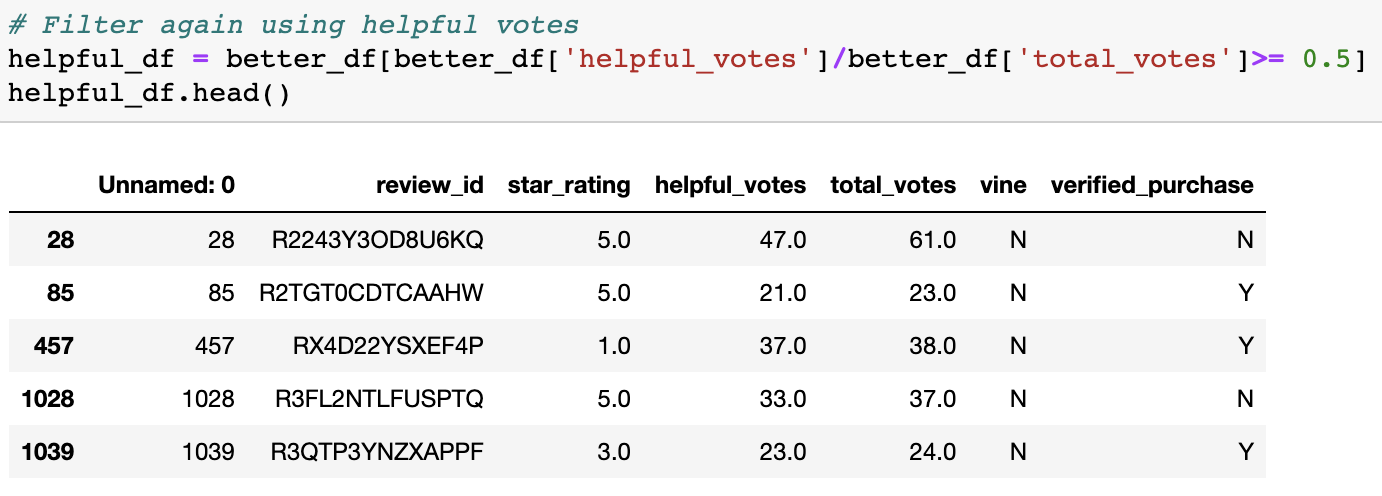 # Filter again using helpful votes
helpful_df = better_df[better_df['helpful_votes']/better_df['total_votes']>= 0.5]
helpful_df.head()
Unnamed: 0 review_id star_rating helpful_votes total_votes vine verified_purchase
28 28 R2243Y3OD8U6KQ 5.0 47.0 61.0 N N
85 85 R2TGT0CDTCAAHW 5.0 21.0 23.0 N Y
457 457 RX4D22YSXEF4P 1.0 37.0 38.0 N Y
1028 1028 R3FL2NTLFUSPTQ 5.0 33.0 37.0 N N
1039 1039 R3QTP3YNZXAPPF 3.0 23.0 24.0 N Y